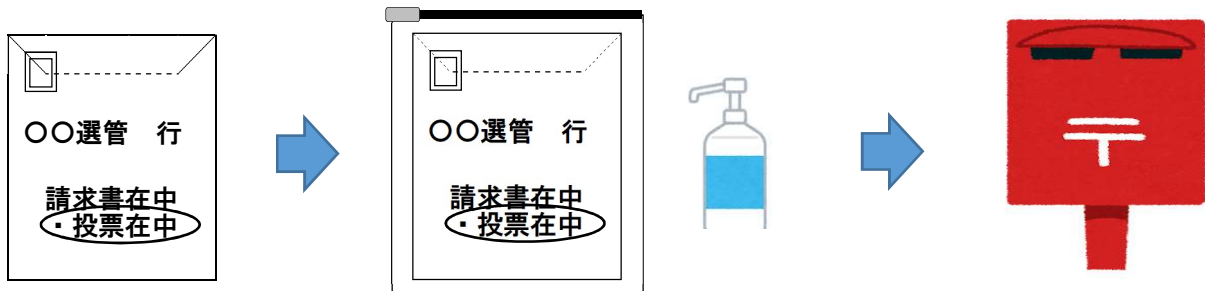 〇〇選管　行
請求書在中
・投票在中
〇〇選管　行
請求書在中
・投票在中
〒